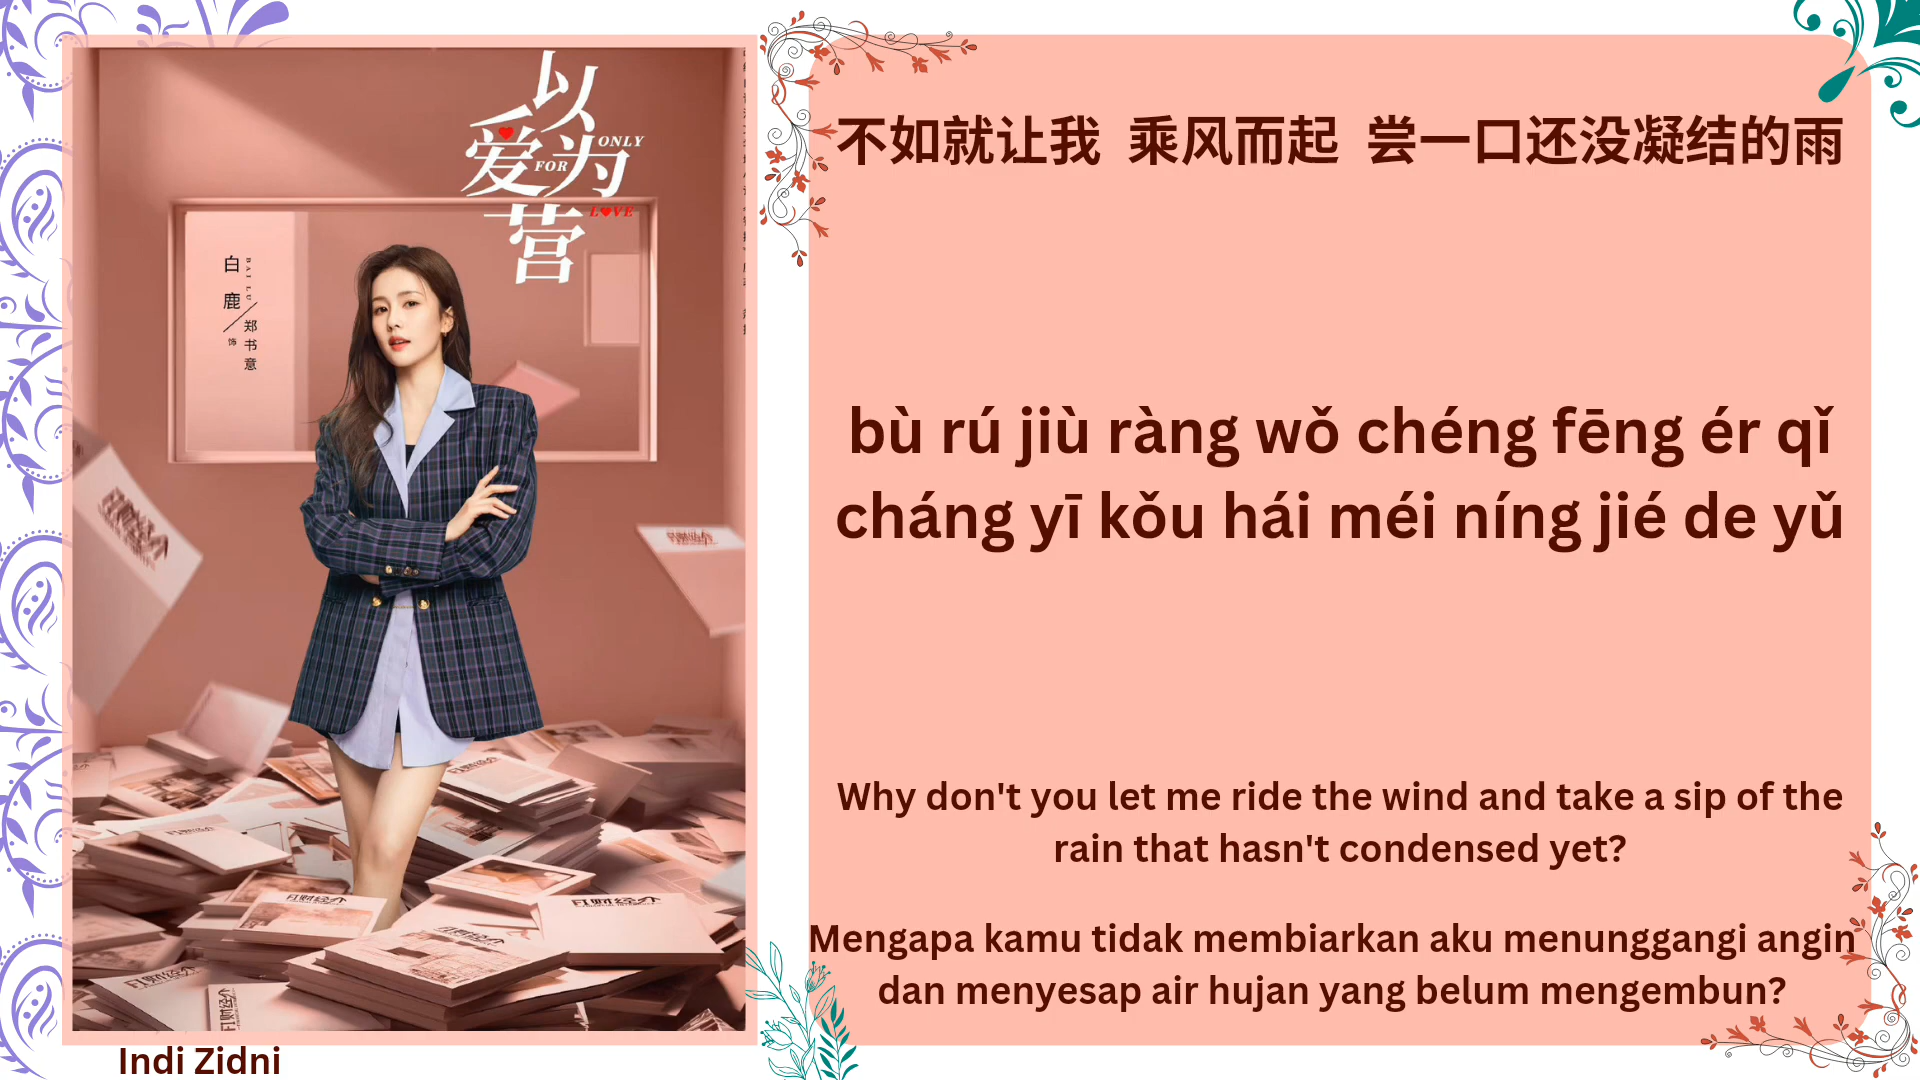 以
爱为
营
ONLY
FOR
LOVE
白鹿
BAI LU
饰
郑书意
不如就让我 乘风而起 尝一口还没凝结的雨
bù rú jiù ràng wǒ chéng fēng ér qǐ
cháng yī kǒu hái méi níng jié de yǔ
Why don't you let me ride the wind and take a sip of the
rain that hasn't condensed yet?
Mengapa kamu tidak membiarkan aku menunggangi angin
dan menyesap air hujan yang belum mengembun?
Indi Zidni